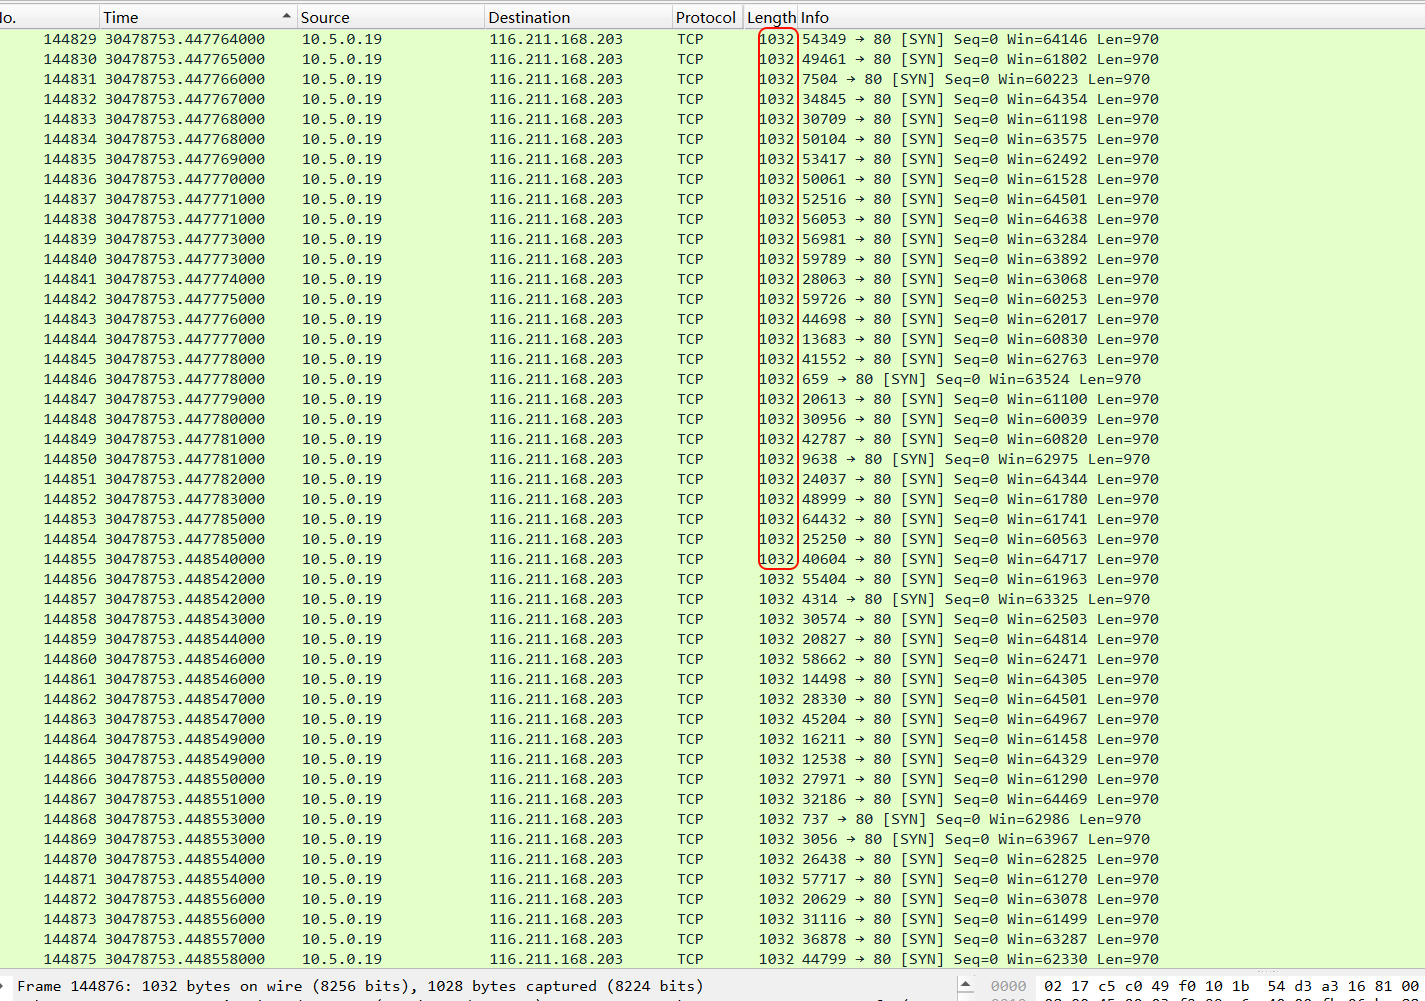 No. Time Source Destination Protocol Length Info
144829 30478753.447764000 10.5.0.19 116.211.168.203 TCP 1032 54349 → 80 [SYN] Seq=0 Win=64146 Len=970
144830 30478753.447765000 10.5.0.19 116.211.168.203 TCP 1032 49461 → 80 [SYN] Seq=0 Win=61802 Len=970
144831 30478753.447766000 10.5.0.19 116.211.168.203 TCP 1032 7504 → 80 [SYN] Seq=0 Win=60223 Len=970
144832 30478753.447767000 10.5.0.19 116.211.168.203 TCP 1032 34845 → 80 [SYN] Seq=0 Win=64354 Len=970
144833 30478753.447768000 10.5.0.19 116.211.168.203 TCP 1032 30709 → 80 [SYN] Seq=0 Win=61198 Len=970
144834 30478753.447768000 10.5.0.19 116.211.168.203 TCP 1032 50104 → 80 [SYN] Seq=0 Win=63575 Len=970
144835 30478753.447769000 10.5.0.19 116.211.168.203 TCP 1032 53417 → 80 [SYN] Seq=0 Win=62492 Len=970
144836 30478753.447770000 10.5.0.19 116.211.168.203 TCP 1032 50061 → 80 [SYN] Seq=0 Win=61528 Len=970
144837 30478753.447771000 10.5.0.19 116.211.168.203 TCP 1032 52516 → 80 [SYN] Seq=0 Win=64501 Len=970
144838 30478753.447771000 10.5.0.19 116.211.168.203 TCP 1032 56053 → 80 [SYN] Seq=0 Win=64638 Len=970
144839 30478753.447773000 10.5.0.19 116.211.168.203 TCP 1032 56981 → 80 [SYN] Seq=0 Win=63284 Len=970
144840 30478753.447773000 10.5.0.19 116.211.168.203 TCP 1032 59789 → 80 [SYN] Seq=0 Win=63892 Len=970
144841 30478753.447774000 10.5.0.19 116.211.168.203 TCP 1032 28063 → 80 [SYN] Seq=0 Win=63068 Len=970
144842 30478753.447775000 10.5.0.19 116.211.168.203 TCP 1032 59726 → 80 [SYN] Seq=0 Win=60253 Len=970
144843 30478753.447776000 10.5.0.19 116.211.168.203 TCP 1032 44698 → 80 [SYN] Seq=0 Win=62017 Len=970
144844 30478753.447777000 10.5.0.19 116.211.168.203 TCP 1032 13683 → 80 [SYN] Seq=0 Win=60830 Len=970
144845 30478753.447778000 10.5.0.19 116.211.168.203 TCP 1032 41552 → 80 [SYN] Seq=0 Win=62763 Len=970
144846 30478753.447778000 10.5.0.19 116.211.168.203 TCP 1032 659 → 80 [SYN] Seq=0 Win=63524 Len=970
144847 30478753.447779000 10.5.0.19 116.211.168.203 TCP 1032 20613 → 80 [SYN] Seq=0 Win=61100 Len=970
144848 30478753.447780000 10.5.0.19 116.211.168.203 TCP 1032 30956 → 80 [SYN] Seq=0 Win=60039 Len=970
144849 30478753.447781000 10.5.0.19 116.211.168.203 TCP 1032 42787 → 80 [SYN] Seq=0 Win=60820 Len=970
144850 30478753.447781000 10.5.0.19 116.211.168.203 TCP 1032 9638 → 80 [SYN] Seq=0 Win=62975 Len=970
144851 30478753.447782000 10.5.0.19 116.211.168.203 TCP 1032 24037 → 80 [SYN] Seq=0 Win=64344 Len=970
144852 30478753.447783000 10.5.0.19 116.211.168.203 TCP 1032 48999 → 80 [SYN] Seq=0 Win=61780 Len=970
144853 30478753.447785000 10.5.0.19 116.211.168.203 TCP 1032 64432 → 80 [SYN] Seq=0 Win=61741 Len=970
144854 30478753.447785000 10.5.0.19 116.211.168.203 TCP 1032 25250 → 80 [SYN] Seq=0 Win=60563 Len=970
144855 30478753.448540000 10.5.0.19 116.211.168.203 TCP 1032 40604 → 80 [SYN] Seq=0 Win=64717 Len=970
144856 30478753.448542000 10.5.0.19 116.211.168.203 TCP 1032 55404 → 80 [SYN] Seq=0 Win=61963 Len=970
144857 30478753.448542000 10.5.0.19 116.211.168.203 TCP 1032 4314 → 80 [SYN] Seq=0 Win=63325 Len=970
144858 30478753.448543000 10.5.0.19 116.211.168.203 TCP 1032 30574 → 80 [SYN] Seq=0 Win=62503 Len=970
144859 30478753.448544000 10.5.0.19 116.211.168.203 TCP 1032 20827 → 80 [SYN] Seq=0 Win=64814 Len=970
144860 30478753.448546000 10.5.0.19 116.211.168.203 TCP 1032 58662 → 80 [SYN] Seq=0 Win=62471 Len=970
144861 30478753.448546000 10.5.0.19 116.211.168.203 TCP 1032 14498 → 80 [SYN] Seq=0 Win=64305 Len=970
144862 30478753.448547000 10.5.0.19 116.211.168.203 TCP 1032 28330 → 80 [SYN] Seq=0 Win=64501 Len=970
144863 30478753.448547000 10.5.0.19 116.211.168.203 TCP 1032 45204 → 80 [SYN] Seq=0 Win=64967 Len=970
144864 30478753.448549000 10.5.0.19 116.211.168.203 TCP 1032 16211 → 80 [SYN] Seq=0 Win=61458 Len=970
144865 30478753.448549000 10.5.0.19 116.211.168.203 TCP 1032 12538 → 80 [SYN] Seq=0 Win=64329 Len=970
144866 30478753.448550000 10.5.0.19 116.211.168.203 TCP 1032 27971 → 80 [SYN] Seq=0 Win=61290 Len=970
144867 30478753.448551000 10.5.0.19 116.211.168.203 TCP 1032 32186 → 80 [SYN] Seq=0 Win=64469 Len=970
144868 30478753.448553000 10.5.0.19 116.211.168.203 TCP 1032 737 → 80 [SYN] Seq=0 Win=62986 Len=970
144869 30478753.448553000 10.5.0.19 116.211.168.203 TCP 1032 3056 → 80 [SYN] Seq=0 Win=63967 Len=970
144870 30478753.448554000 10.5.0.19 116.211.168.203 TCP 1032 26438 → 80 [SYN] Seq=0 Win=62825 Len=970
144871 30478753.448554000 10.5.0.19 116.211.168.203 TCP 1032 57717 → 80 [SYN] Seq=0 Win=61270 Len=970
144872 30478753.448556000 10.5.0.19 116.211.168.203 TCP 1032 20629 → 80 [SYN] Seq=0 Win=63078 Len=970
144873 30478753.448556000 10.5.0.19 116.211.168.203 TCP 1032 31116 → 80 [SYN] Seq=0 Win=61499 Len=970
144874 30478753.448557000 10.5.0.19 116.211.168.203 TCP 1032 36878 → 80 [SYN] Seq=0 Win=63287 Len=970
144875 30478753.448558000 10.5.0.19 116.211.168.203 TCP 1032 44799 → 80 [SYN] Seq=0 Win=62330 Len=970
Frame 144876: 1032 bytes on wire (8256 bits), 1028 bytes captured (8224 bits)
0000 02 17 c5 c0 49 f0 10 1b 54 d3 a3 16 81 00